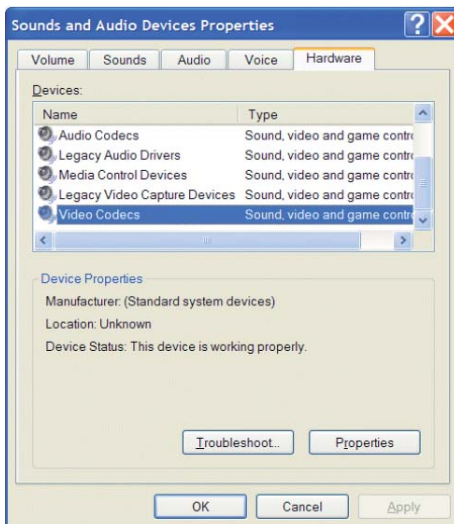 Sounds and Audio Devices Properties
Volume Sounds Audio Voice Hardware
Devices:
Name Type
Audio Codecs Sound, video and game contr
Legacy Audio Drivers Sound, video and game contr
Media Control Devices Sound, video and game contr
Legacy Video Capture Devices Sound, video and game contr
Video Codecs Sound, video and game contr
Device Properties
Manufacturer: (Standard system devices)
Location: Unknown
Device Status: This device is working properly.
Troubleshoot... Properties
OK Cancel Apply